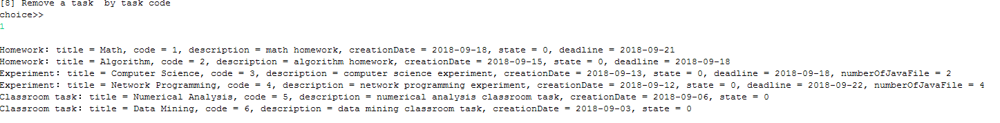 [8] Remove a task  by task code
choice>>
1
Homework: title = Math, code = 1, description = math homework, creationDate = 2018-09-18, state = 0, deadline = 2018-09-21
Homework: title = Algorithm, code = 2, description = algorithm homework, creationDate = 2018-09-15, state = 0, deadline = 2018-09-18
Experiment: title = Computer Science, code = 3, description = computer science experiment, creationDate = 2018-09-13, state = 0, deadline = 2018-09-18, numberOfJavaFile = 2
Experiment: title = Network Programming, code = 4, description = network programming experiment, creationDate = 2018-09-12, state = 0, deadline = 2018-09-22, numberOfJavaFile = 4
Classroom task: title = Numerical Analysis, code = 5, description = numerical analysis classroom task, creationDate = 2018-09-06, state = 0
Classroom task: title = Data Mining, code = 6, description = data mining classroom task, creationDate = 2018-09-03, state = 0